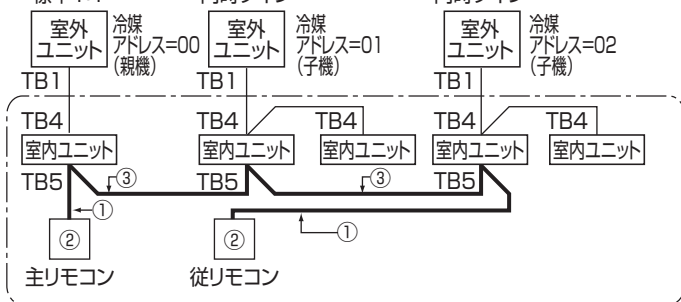 室外
ユニット
冷媒
アドレス=00
(親機)
室外
ユニット
冷媒
アドレス=01
(子機)
室外
ユニット
冷媒
アドレス=02
(子機)
TB1
TB1
TB1
TB4
TB4
TB4
TB4
TB4
室内ユニット
室内ユニット
室内ユニット
室内ユニット
室内ユニット
TB5
③
TB5
③
TB5
①
②
②
①
主リモコン
従リモコン